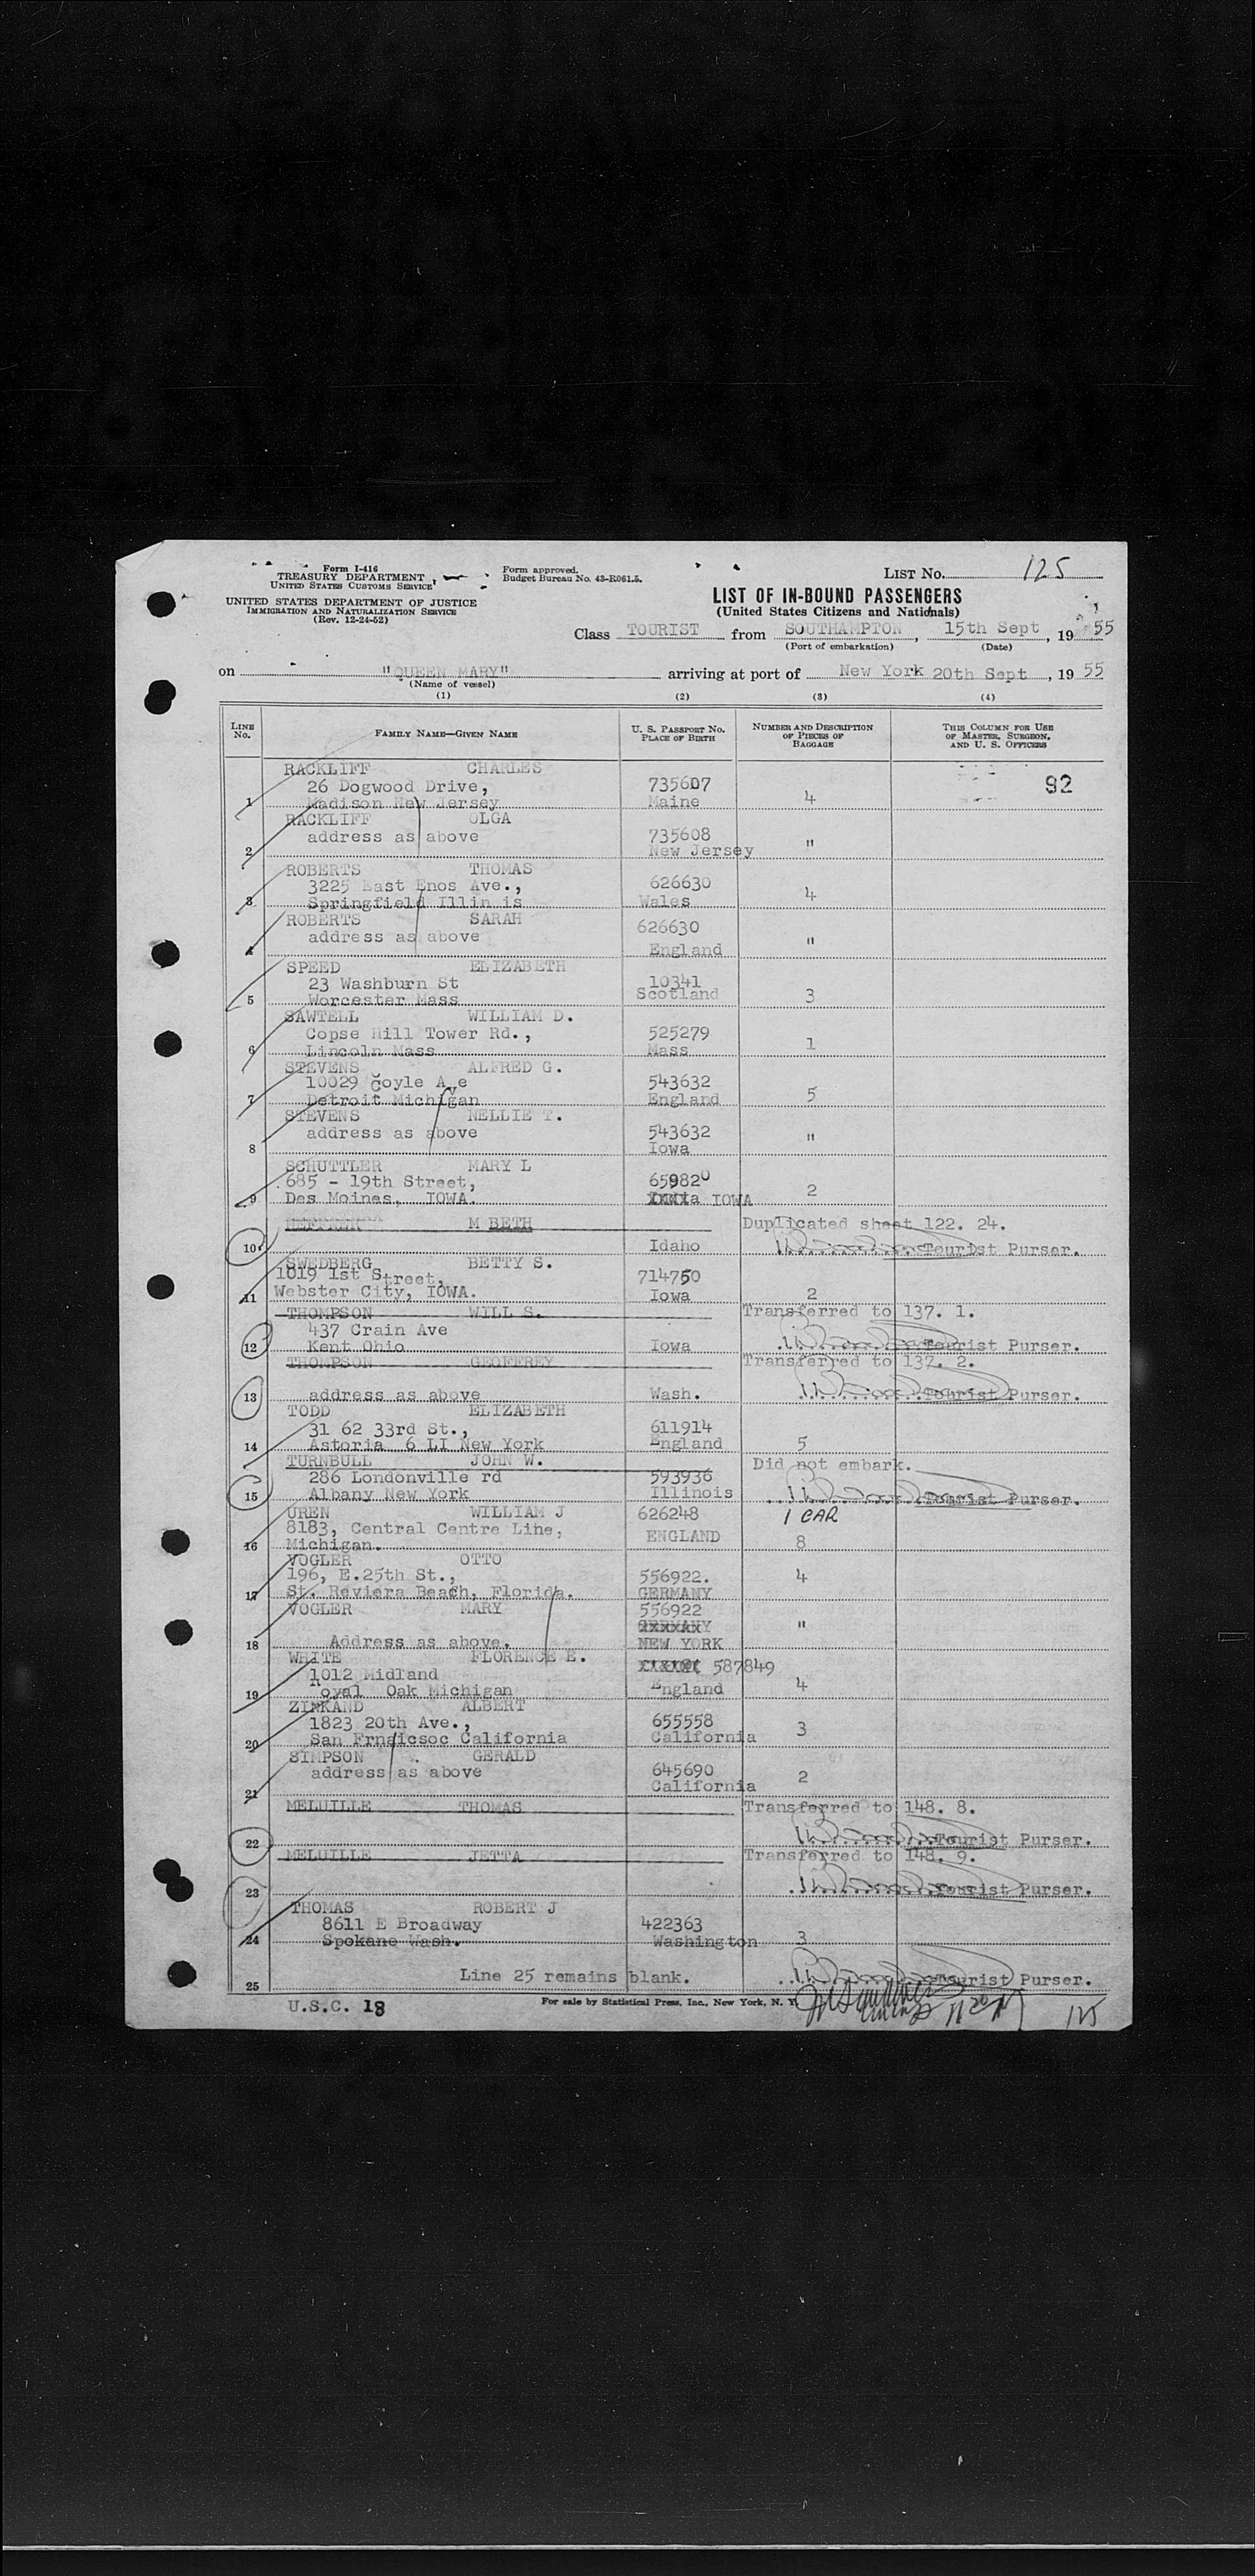 Form I-416
TREASURY DEPARTMENT
UNITED STATES CUSTOMS SERVICE
Form approved.
Budget Bureau No. 43-R061.5.
LIST No. 125
UNITED STATES DEPARTMENT OF JUSTICE
IMMIGRATION AND NATURALIZATION SERVICE
(Rev. 12-24-52)
LIST OF IN-BOUND PASSENGERS
(United States Citizens and Nationals)
Class TOURIST from SOUTHAMPTON, 15th Sept, 1955
(Port of embarkation) (Date)
on "QUEEN MARY" arriving at port of New York 20th Sept, 1955
(Name of vessel)
(1) (2) (3) (4)
LINE No. FAMILY NAME—GIVEN NAME U. S. PASSPORT No. PLACE OF BIRTH NUMBER AND DESCRIPTION OF PIECES OF BAGGAGE THIS COLUMN FOR USE OF MASTER, SURGEON, AND U. S. OFFICERS
RACKLIFF CHARLES
26 Dogwood Drive, 735607 92
1 Madison New Jersey Maine 4
RACKLIFF OLGA
address as above 735608
2 New Jersey "
ROBERTS THOMAS
3225 East Enos Ave., 626630
3 Springfield Illin is Wales 4
ROBERTS SARAH 626630
address as above
4 England "
SPEED ELIZABETH
23 Washburn St 10341
5 Worcester Mass Scotland 3
SAWTELL WILLIAM D.
Copse Hill Tower Rd., 525279
6 Lincoln Mass Mass 1
STEVENS ALFRED G.
10029 Coyle Ave 543632
7 Detroit Michigan England 5
STEVENS NELLIE T.
address as above 543632 "
8 Iowa
SCHUTTLER MARY L
685 - 19th Street, 659820
9 Des Moines, IOWA. IOWA 2
M BETH Duplicated sheet 122. 24.
10 Idaho Tourist Purser.
SWEDBERG BETTY S.
1019 1st Street, 714750
11 Webster City, IOWA. Iowa 2
THOMPSON WILL S. Transferred to 137. 1.
437 Crain Ave
12 Kent Ohio Iowa Tourist Purser.
THOMPSON GEOFFREY Transferred to 137. 2.
13 address as above Wash. Tourist Purser.
TODD ELIZABETH
31 62 33rd St., 611914
14 Astoria 6 LI New York England 5
TURNBULL JOHN W. Did not embark.
286 Londonville rd 593936
15 Albany New York Illinois Tourist Purser.
UREN WILLIAM J 626248 1 CAR
8183, Central Centre Line,
16 Michigan. ENGLAND 8
VOGLER OTTO
196, E.25th St., 556922. 4
17 St. Reviera Beach, Florida. GERMANY
VOGLER MARY 556922
GERMANY "
18 Address as above. NEW YORK
WHITE FLORENCE E. 587849
1012 Midland
19 Royal Oak Michigan England 4
ZINKAND ALBERT
1823 20th Ave., 655558
20 San Frnaicsoc California California 3
SIMPSON GERALD
address as above 645690 2
21 California
MELUILLE THOMAS Transferred to 148. 8.
22 Tourist Purser.
MELUILLE JETTA Transferred to 148. 9.
23 Tourist Purser.
THOMAS ROBERT J
8611 E Broadway 422363
24 Spokane Wash. Washington 3
25 Line 25 remains blank. Tourist Purser.
U.S.C. 18 For sale by Statistical Press, Inc., New York, N. Y. 125